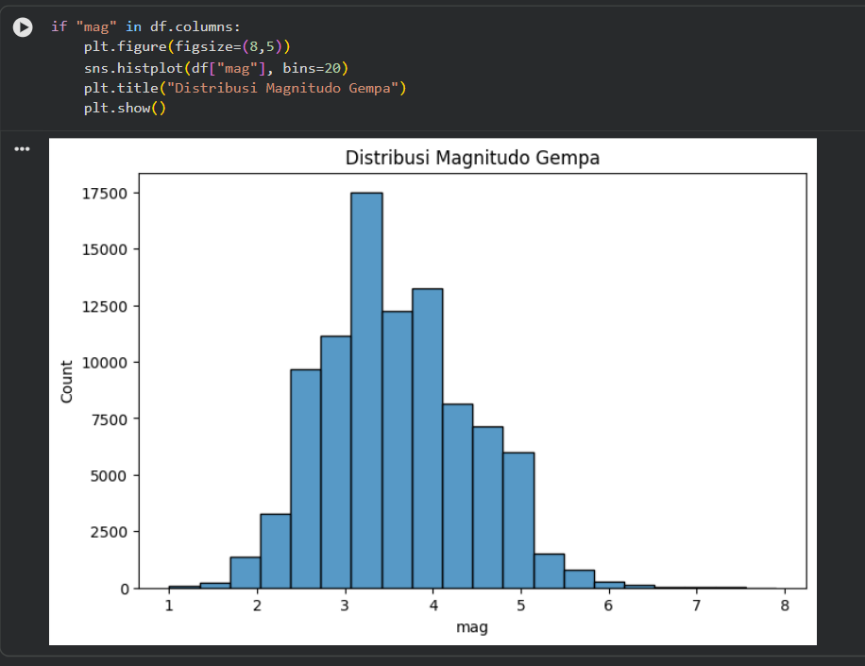 if "mag" in df.columns:
    plt.figure(figsize=(8,5))
    sns.histplot(df["mag"], bins=20)
    plt.title("Distribusi Magnitudo Gempa")
    plt.show()
Distribusi Magnitudo Gempa
17500
15000
12500
10000
7500
5000
2500
0
Count
1 2 3 4 5 6 7 8
mag